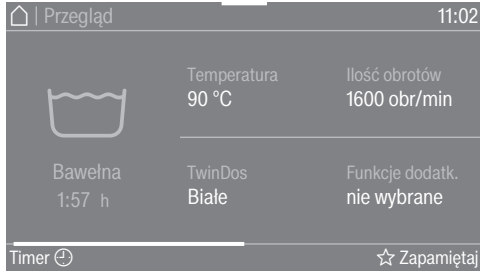 Przegląd 11:02
Temperatura Ilość obrotów
90 °C 1600 obr/min
Bawełna TwinDos Funkcje dodatk.
1:57 h Białe nie wybrane
Timer Zapamiętaj